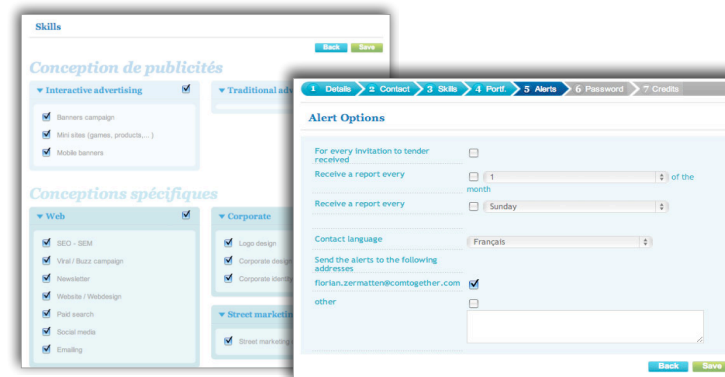 Skills
Back Save
Conception de publicités
Interactive advertising
Traditional adv
Banners campaign
Mini sites (games, products,... )
Mobile banners
Conceptions spécifiques
Web
Corporate
SEO - SEM
Logo design
Viral / Buzz campaign
Corporate design
Newsletter
Corporate identity
Website / Webdesign
Paid search
Street marketin
Social media
Street marketing
Emailing
1 Details 2 Contact 3 Skills 4 Portf. 5 Alerts 6 Password 7 Credits
Alert Options
For every invitation to tender
received
Receive a report every
1 of the
month
Receive a report every
Sunday
Contact language
Français
Send the alerts to the following
addresses
florian.zermatten@comtogether.com
other
Back Save